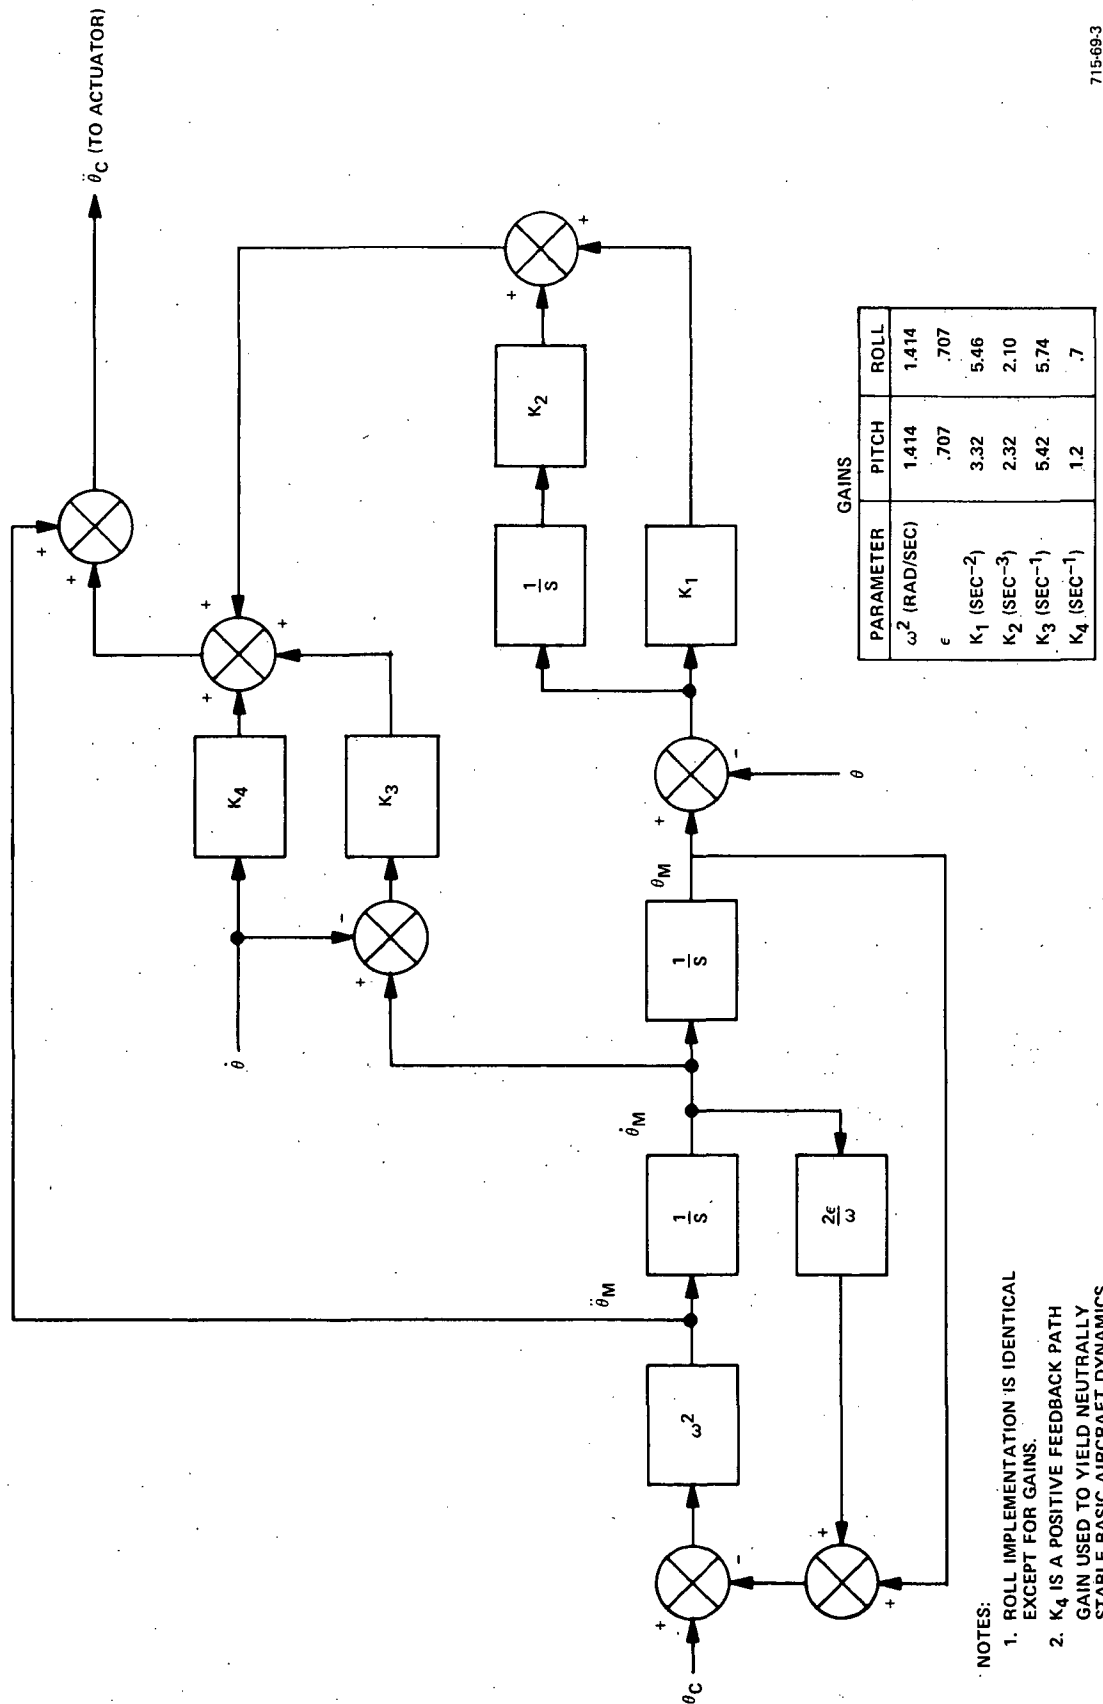 θ̈C (TO ACTUATOR)
+
+
K4
+
+
+
θ̇
-
+
K3
K2
+
+
1/S
K1
θC
+
-
ω²
θ̈M
1/S
θ̇M
1/S
θM
+
-
θ
2ϵ/ω
+
+
GAINS
PARAMETER PITCH ROLL
ω² (RAD/SEC) 1.414 1.414
ϵ .707 .707
K1 (SEC⁻²) 3.32 5.46
K2 (SEC⁻³) 2.32 2.10
K3 (SEC⁻¹) 5.42 5.74
K4 (SEC⁻¹) 1.2 .7
NOTES:
1. ROLL IMPLEMENTATION IS IDENTICAL
EXCEPT FOR GAINS.
2. K4 IS A POSITIVE FEEDBACK PATH
GAIN USED TO YIELD NEUTRALLY
STABLE BASIC AIRCRAFT DYNAMICS
715-69-3